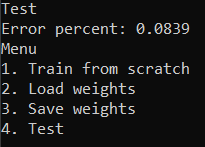 Test
Error percent: 0.0839
Menu
1. Train from scratch
2. Load weights
3. Save weights
4. Test